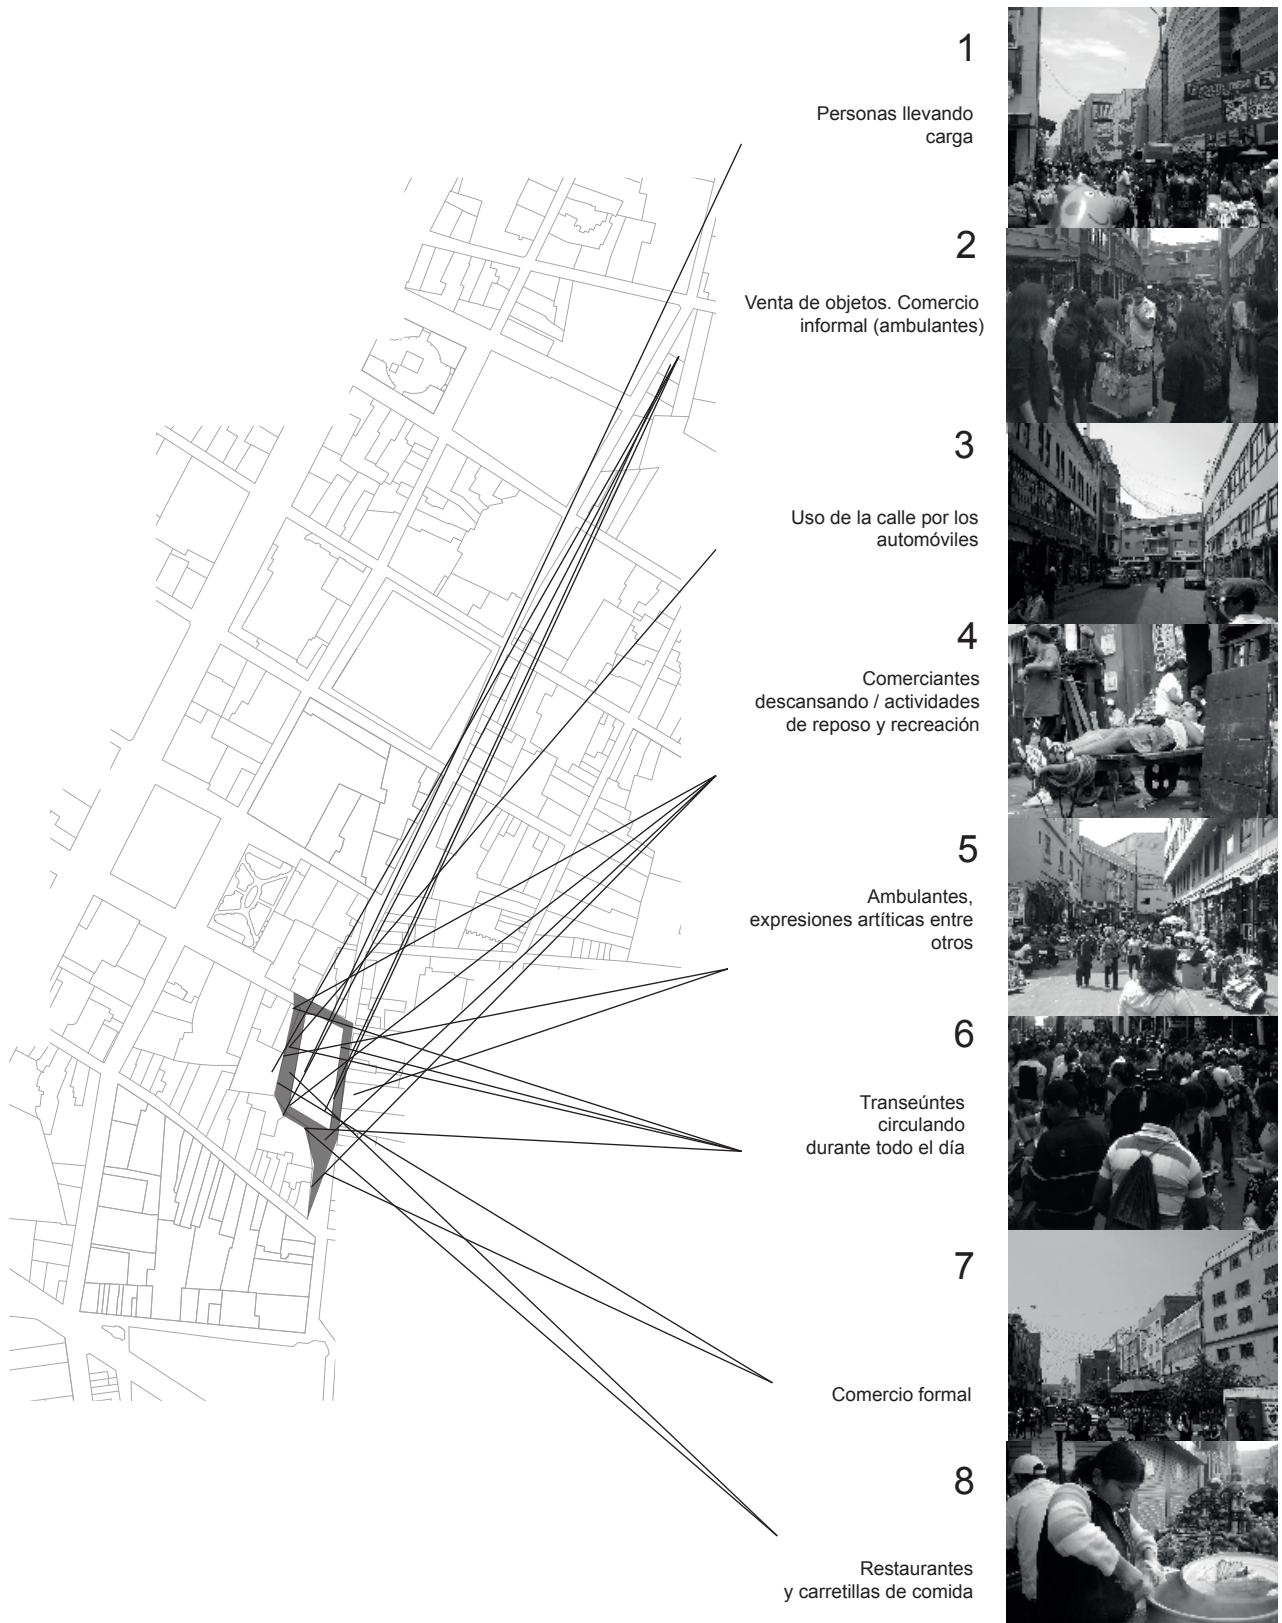 1
Personas llevando
carga
2
Venta de objetos. Comercio
informal (ambulantes)
3
Uso de la calle por los
automóviles
4
Comerciantes
descansando / actividades
de reposo y recreación
5
Ambulantes,
expresiones artíticas entre
otros
6
Transeúntes
circulando
durante todo el día
7
Comercio formal
8
Restaurantes
y carretillas de comida